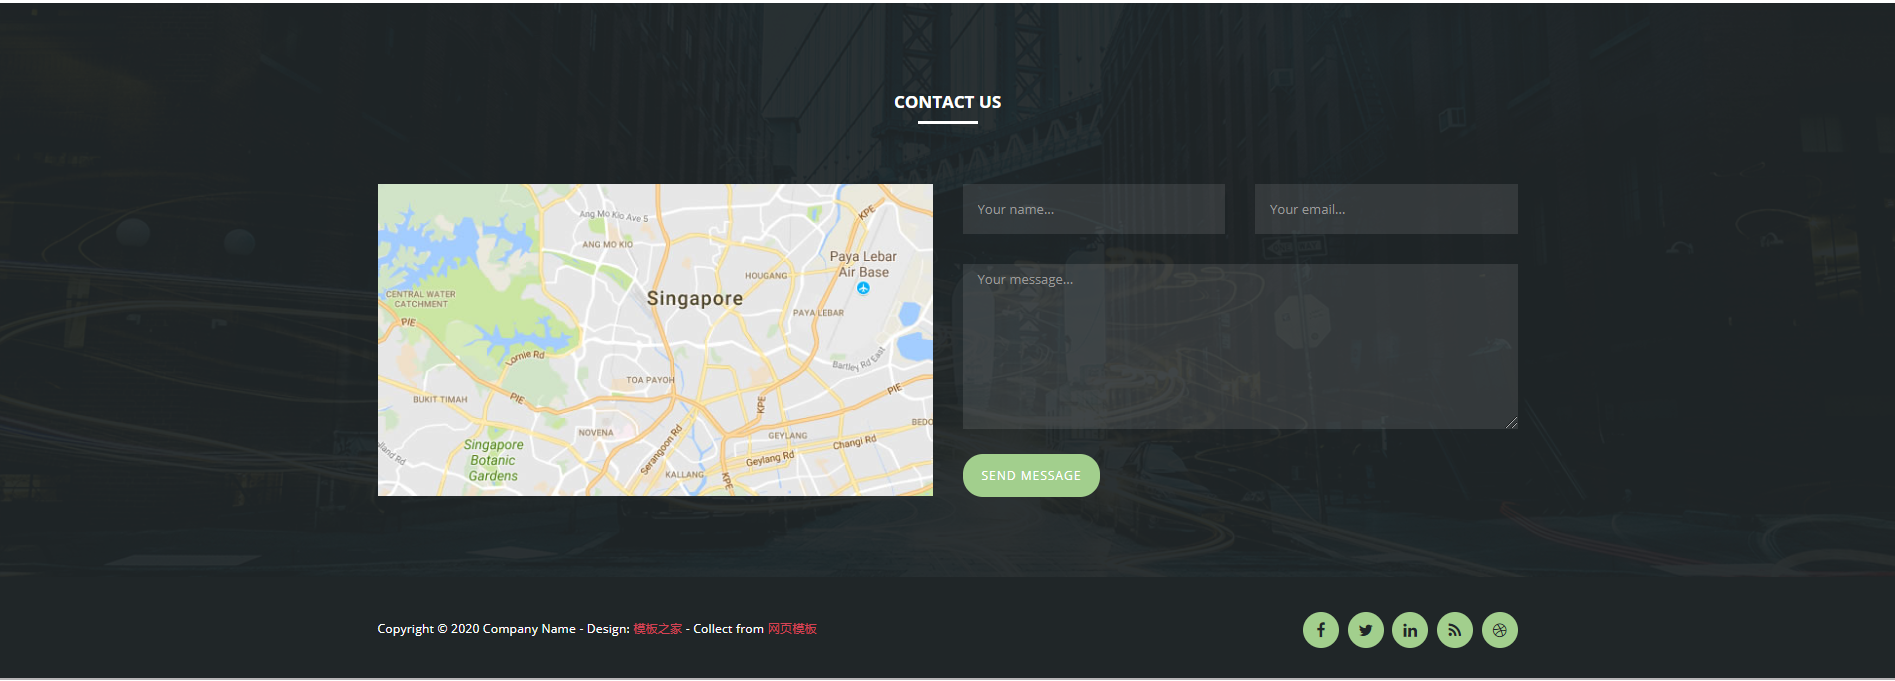 CONTACT US
Ang Mo Kio Ave 5
KPE
ANG MO KIO
Paya Lebar
Air Base
HOUGANG
CENTRAL WATER
CATCHMENT
Singapore
PAYA LEBAR
PIE
Lornie Rd
Bartley Rd East
TOA PAYOH
PIE
BUKIT TIMAH
PIE
KPE
NOVENA
GEYLANG
BEDO
Singapore
Botanic
Gardens
Serangoon Rd
Changi Rd
Geylang Rd
KALLANG
KPE
Your name...
Your email...
Your message...
SEND MESSAGE
Copyright © 2020 Company Name - Design: 模板之家 - Collect from 网页模板